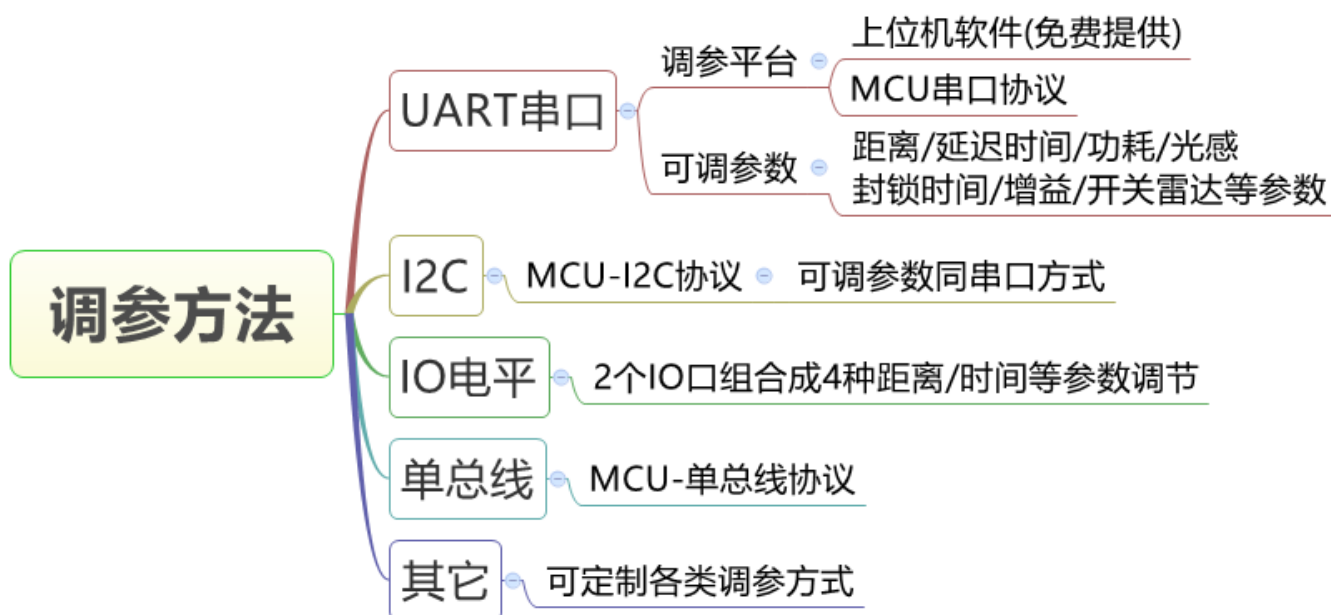 调参方法
UART串口
调参平台
上位机软件(免费提供)
MCU串口协议
可调参数
距离/延迟时间/功耗/光感
封锁时间/增益/开关雷达等参数
I2C
MCU-I2C协议
可调参数同串口方式
IO电平
2个IO口组合成4种距离/时间等参数调节
单总线
MCU-单总线协议
其它
可定制各类调参方式